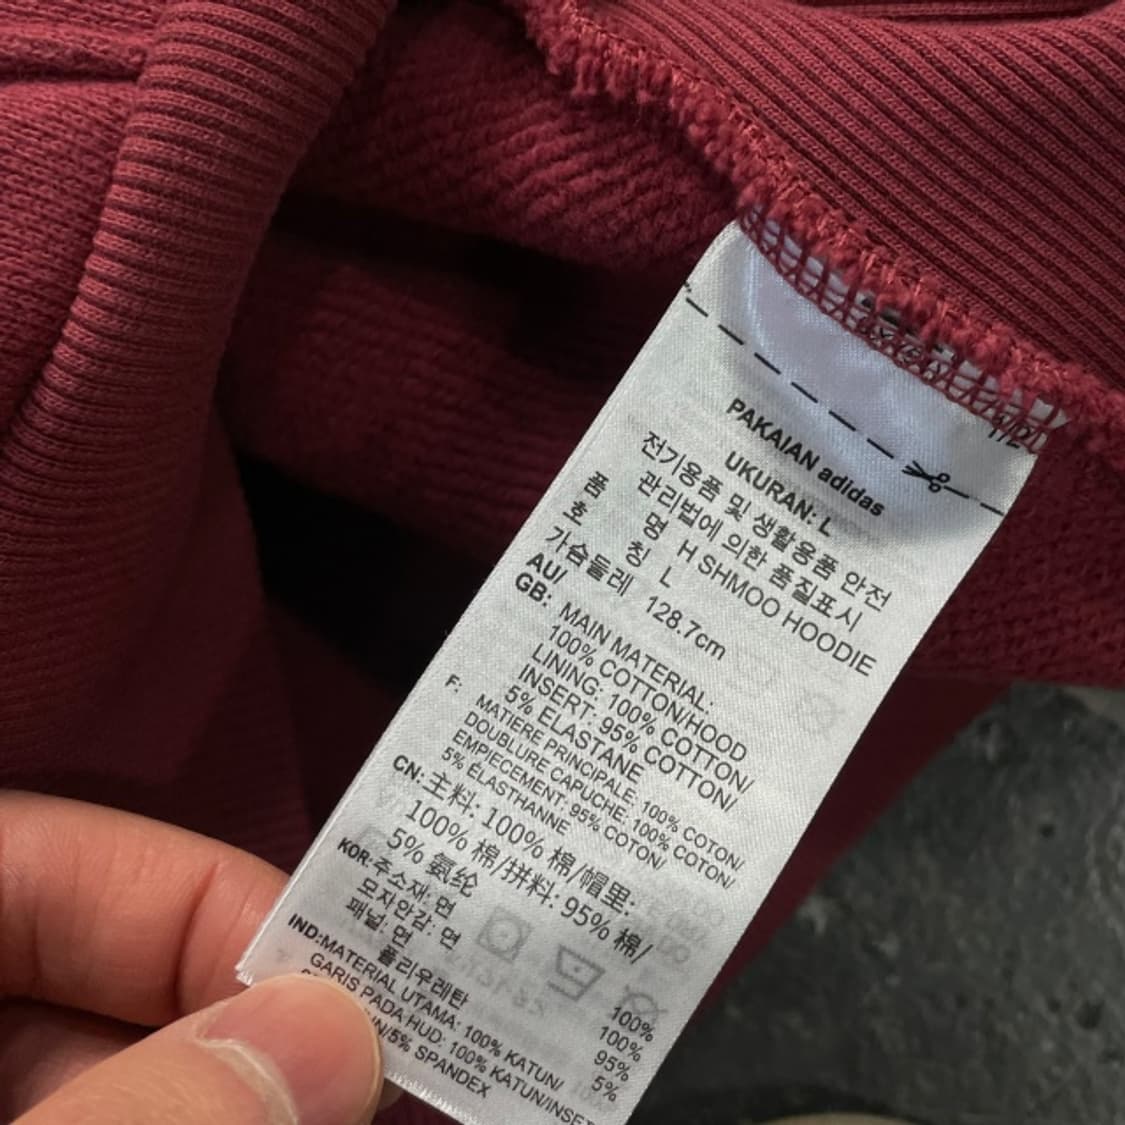 PAKAIAN adidas
UKURAN: L
전기용품 및 생활용품 안전
관리법에 의한 품질표시
품 명 H SHMOO HOODIE
호 칭 L
가슴둘레 128.7cm
AU/
GB: MAIN MATERIAL:
100% COTTON/HOOD
LINING: 100% COTTON/
INSERT: 95% COTTON/
5% ELASTANE
F: MATIERE PRINCIPALE: 100% COTON/
DOUBLURE CAPUCHE: 100% COTON/
EMPIECEMENT: 95% COTON/
5% ÉLASTHANNE
CN: 主料: 100% 棉/帽里:
100% 棉/拼料: 95% 棉/
5% 氨纶
KOR: 주소재: 면 100%
모자안감: 면 100%
패널: 면 95%
폴리우레탄 5%
IND:MATERIAL UTAMA: 100% KATUN/
GARIS PADA HUD: 100% KATUN/INSET
5% SPANDEX